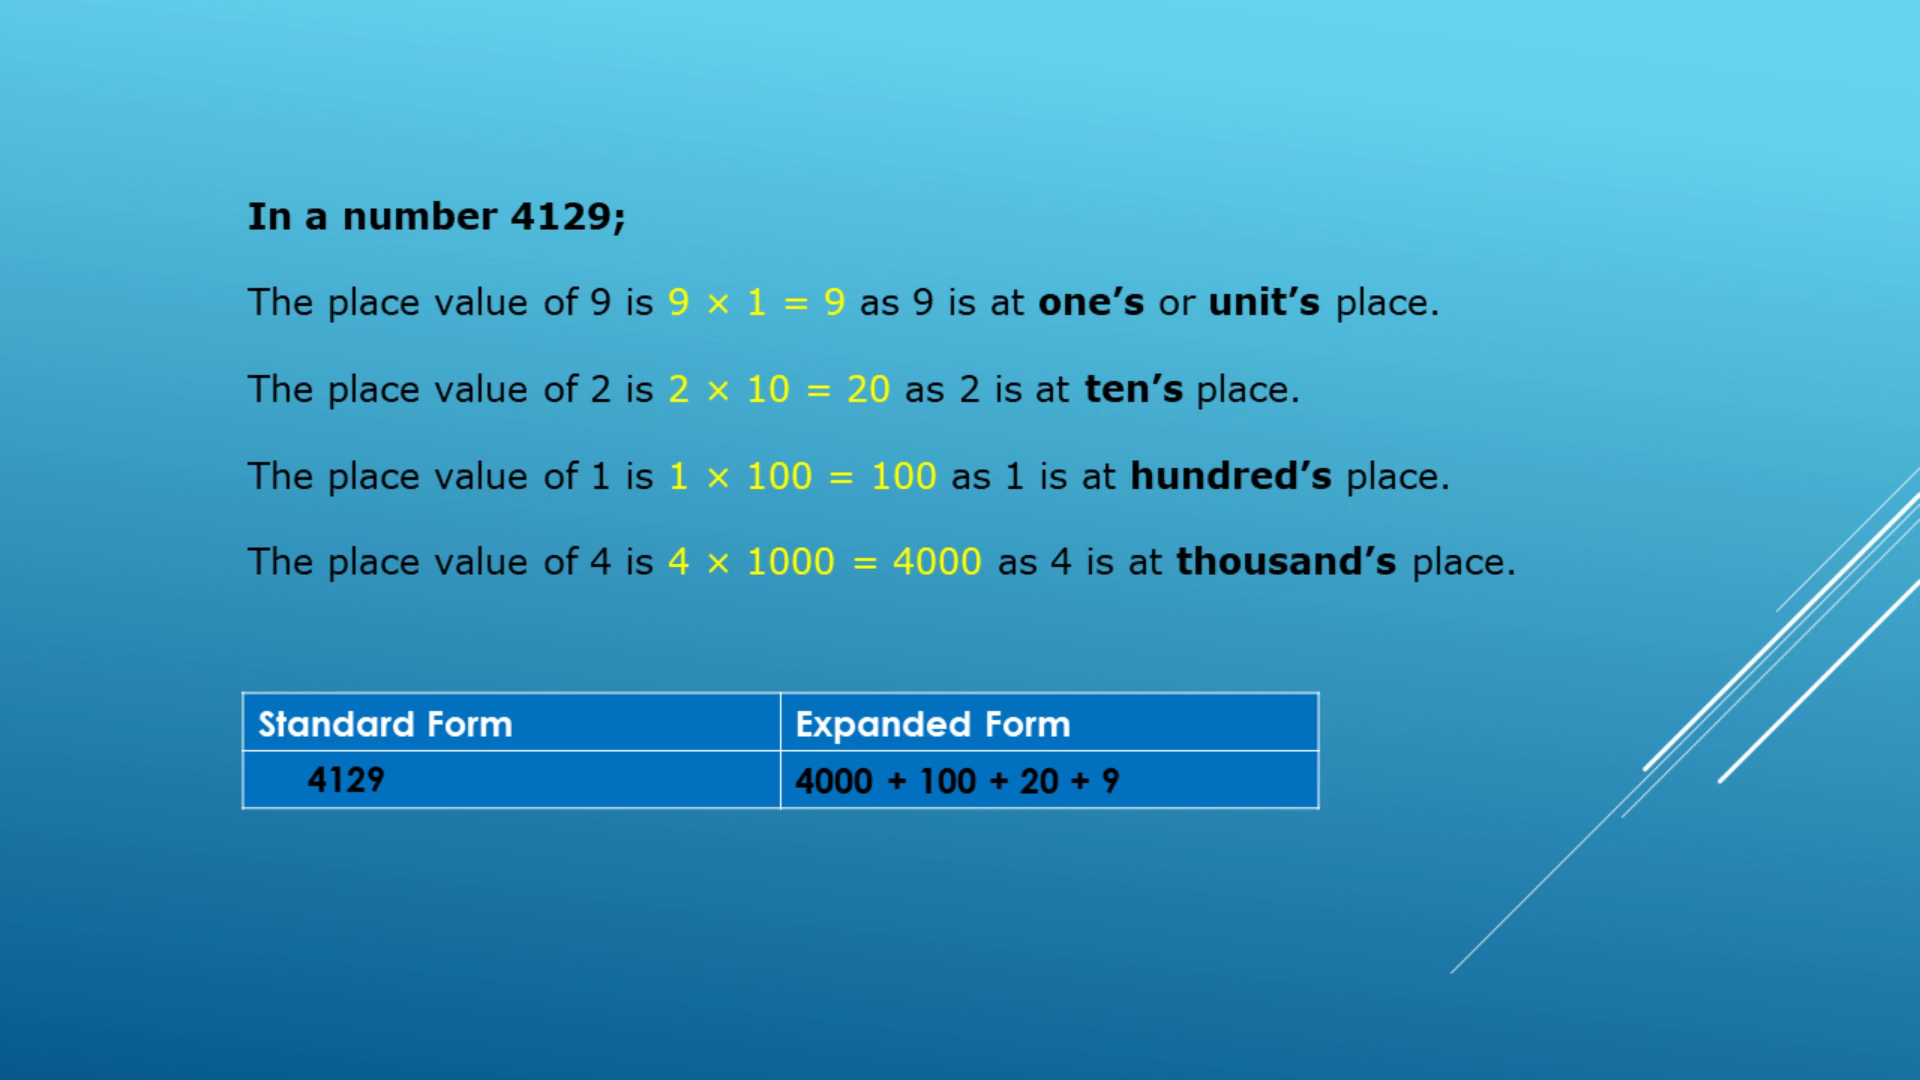 In a number 4129;
The place value of 9 is 9 × 1 = 9 as 9 is at one’s or unit’s place.
The place value of 2 is 2 × 10 = 20 as 2 is at ten’s place.
The place value of 1 is 1 × 100 = 100 as 1 is at hundred’s place.
The place value of 4 is 4 × 1000 = 4000 as 4 is at thousand’s place.
Standard Form Expanded Form
4129 4000 + 100 + 20 + 9